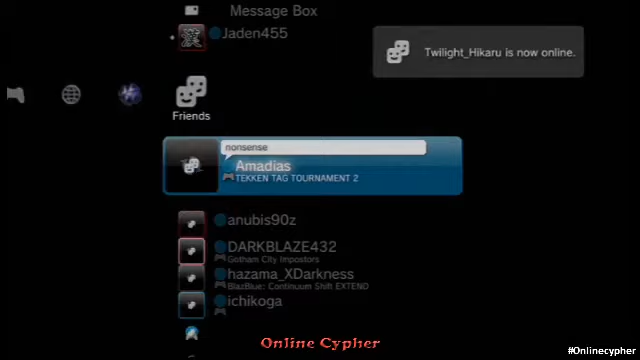 Message Box
Jaden455
Twilight_Hikaru is now online.
Friends
nonsense
Amadias
TEKKEN TAG TOURNAMENT 2
anubis90z
DARKBLAZE432
Gotham City Impostors
hazama_XDarkness
BlazBlue: Continuum Shift EXTEND
ichikoga
Online Cypher
#Onlinecypher